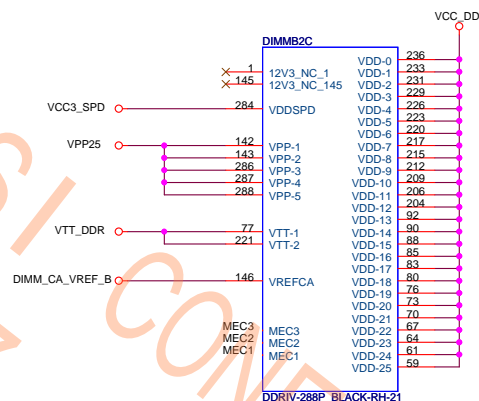 VCC_DD
DIMMB2C
1 12V3_NC_1
145 12V3_NC_145
VCC3_SPD 284 VDDSPD
VPP25 142 VPP-1
143 VPP-2
286 VPP-3
287 VPP-4
288 VPP-5
VTT_DDR 77 VTT-1
221 VTT-2
DIMM_CA_VREF_B 146 VREFCA
MEC3 MEC3
MEC2 MEC2
MEC1 MEC1
VDD-0 236
VDD-1 233
VDD-2 231
VDD-3 229
VDD-4 226
VDD-5 223
VDD-6 220
VDD-7 217
VDD-8 215
VDD-9 212
VDD-10 209
VDD-11 206
VDD-12 204
VDD-13 92
VDD-14 90
VDD-15 88
VDD-16 85
VDD-17 83
VDD-18 80
VDD-19 76
VDD-20 73
VDD-21 70
VDD-22 67
VDD-23 64
VDD-24 61
VDD-25 59
DDRIV-288P_BLACK-RH-21